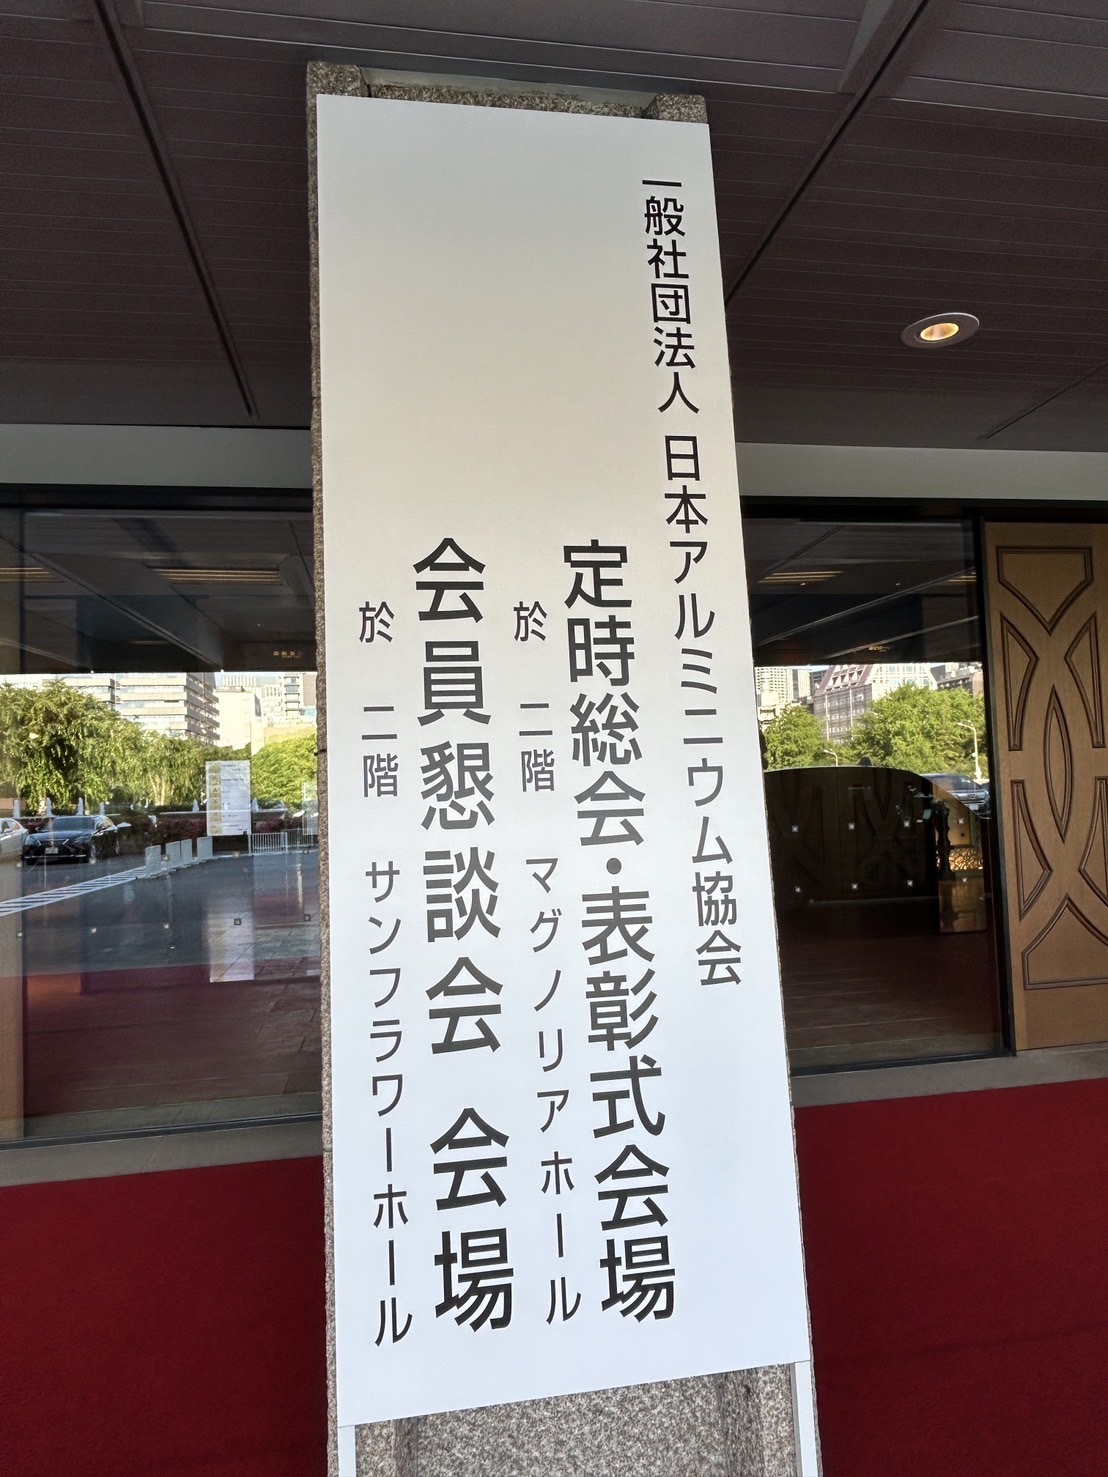 一般社団法人 日本アルミニウム協会
定時総会・表彰式会場
於 二階 マグノリアホール
会員懇談会 会場
於 二階 サンフラワーホール